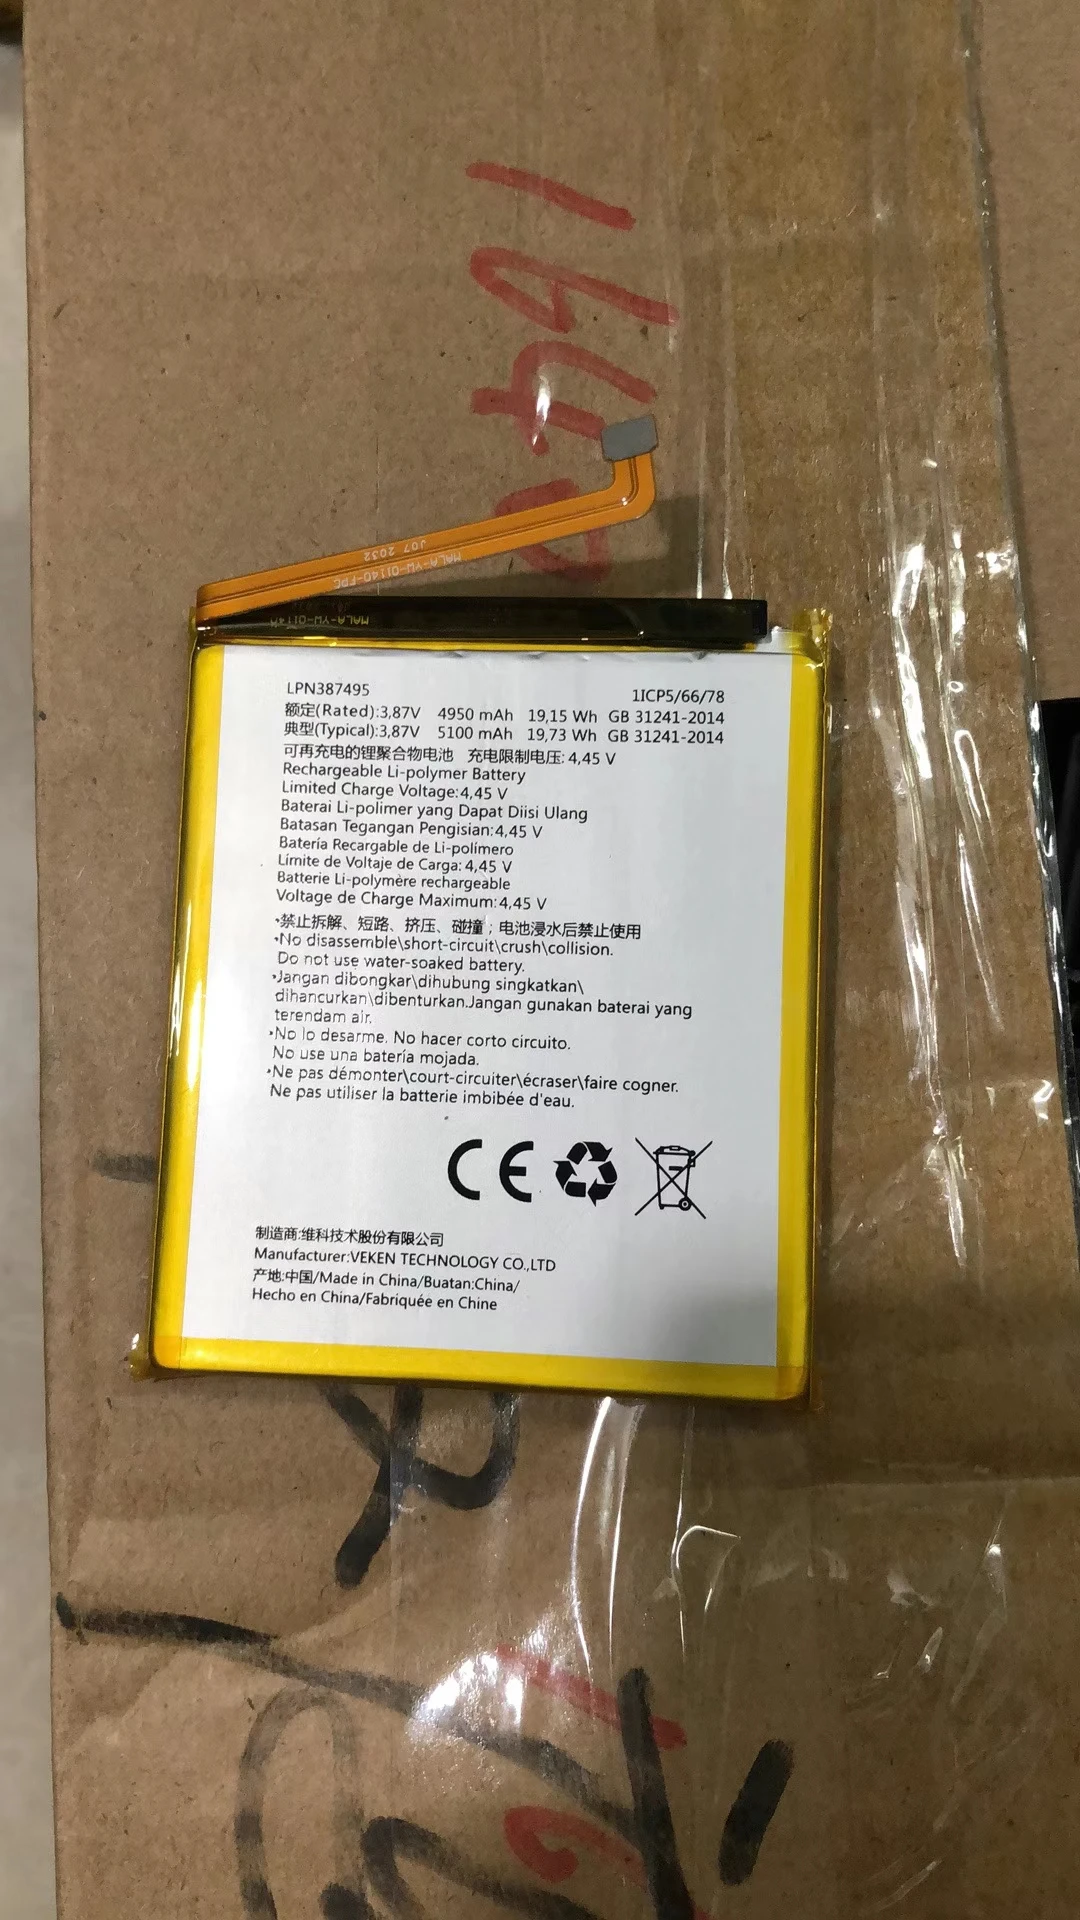 1640
J07 2032
MALA-YW-01140-FPC
LPN387495
1ICP5/66/78
额定(Rated):3,87V 4950 mAh 19,15 Wh GB 31241-2014
典型(Typical):3,87V 5100 mAh 19,73 Wh GB 31241-2014
可再充电的锂聚合物电池 充电限制电压:4,45 V
Rechargeable Li-polymer Battery
Limited Charge Voltage:4,45 V
Baterai Li-polimer yang Dapat Diisi Ulang
Batasan Tegangan Pengisian:4,45 V
Batería Recargable de Li-polímero
Límite de Voltaje de Carga:4,45 V
Batterie Li-polymère rechargeable
Voltage de Charge Maximum:4,45 V
•禁止拆解、短路、挤压、碰撞；电池浸水后禁止使用
•No disassemble\short-circuit\crush\collision.
Do not use water-soaked battery.
•Jangan dibongkar\dihubung singkatkan\
dihancurkan\dibenturkan.Jangan gunakan baterai yang
terendam air.
•No lo desarme. No hacer corto circuito.
No use una batería mojada.
•Ne pas démonter\court-circuiter\écraser\faire cogner.
Ne pas utiliser la batterie imbibée d'eau.
CE
制造商:维科技术股份有限公司
Manufacturer:VEKEN TECHNOLOGY CO.,LTD
产地:中国/Made in China/Buatan:China/
Hecho en China/Fabriquée en Chine